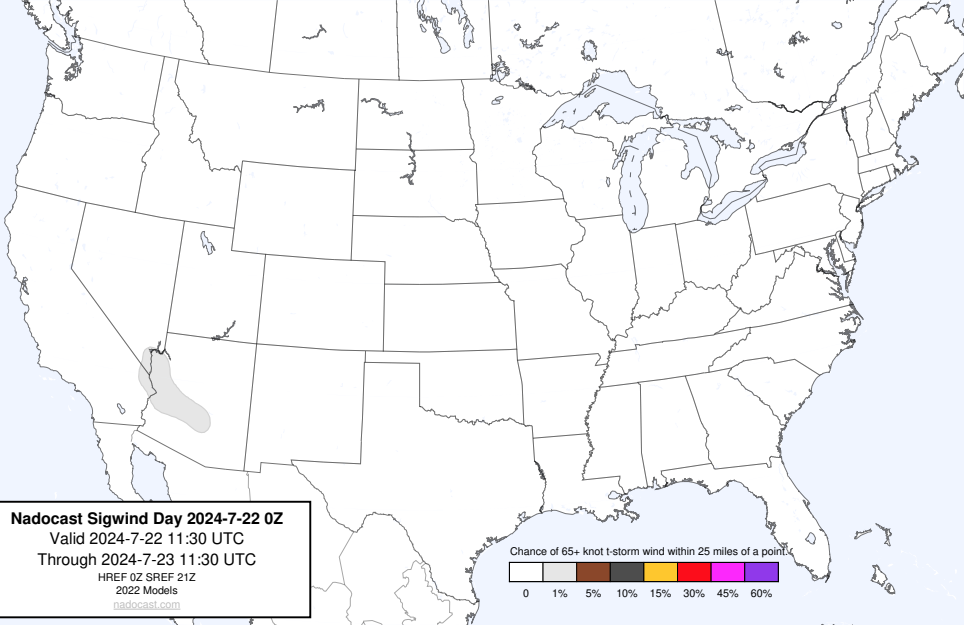 Nadocast Sigwind Day 2024-7-22 0Z
Valid 2024-7-22 11:30 UTC
Through 2024-7-23 11:30 UTC
HREF 0Z SREF 21Z
2022 Models
nadocast.com
Chance of 65+ knot t-storm wind within 25 miles of a point.
0 1% 5% 10% 15% 30% 45% 60%